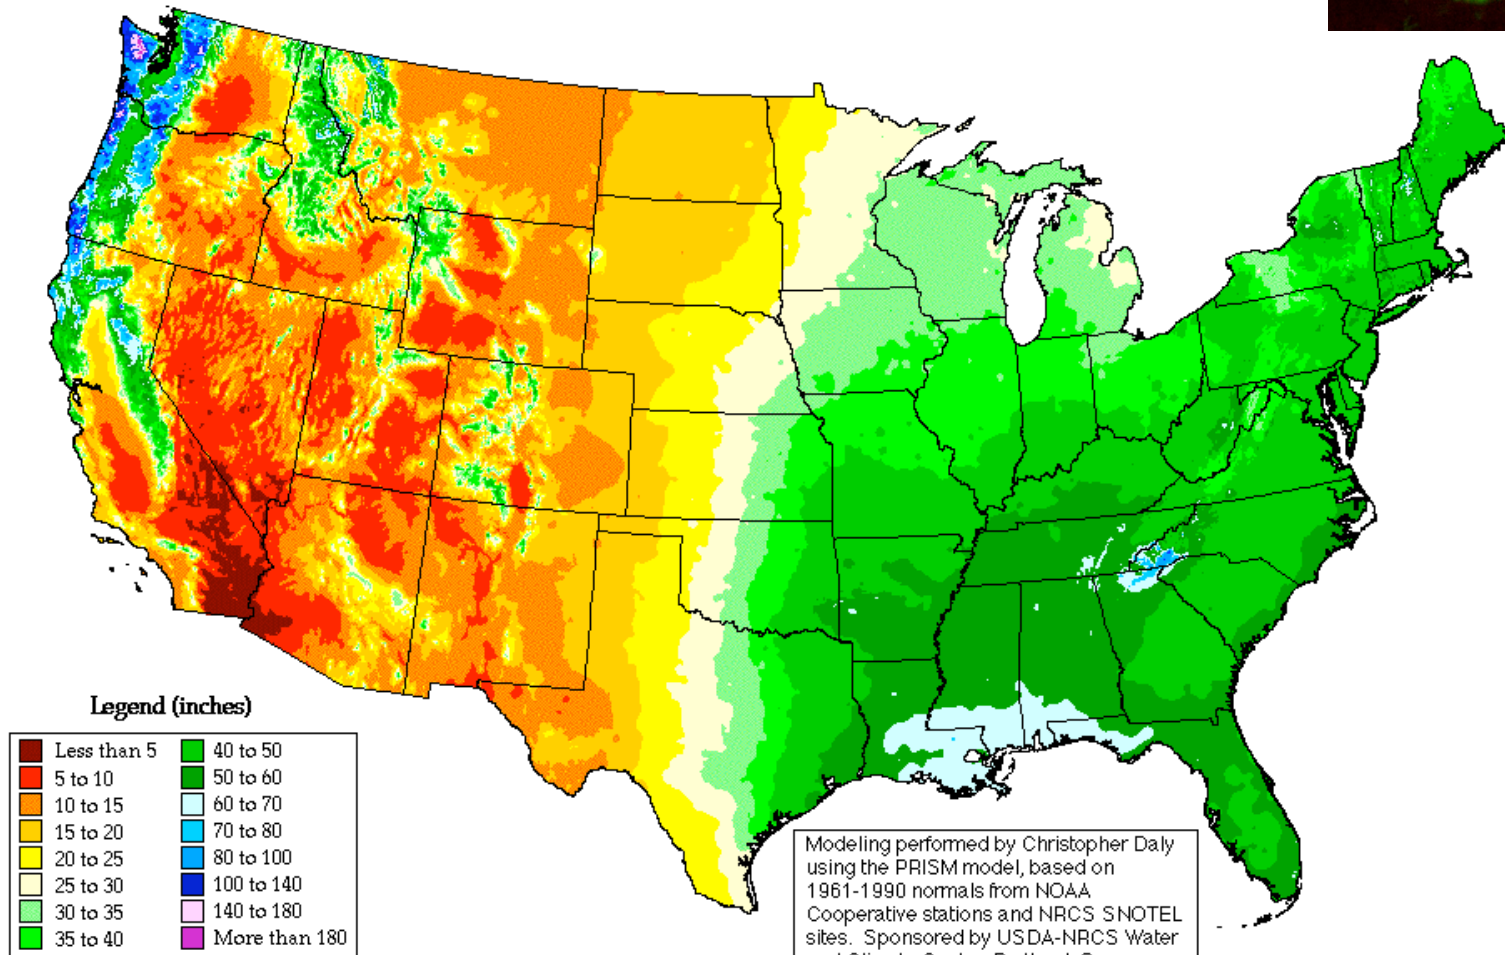 Legend (inches)
Less than 5
5 to 10
10 to 15
15 to 20
20 to 25
25 to 30
30 to 35
35 to 40
40 to 50
50 to 60
60 to 70
70 to 80
80 to 100
100 to 140
140 to 180
More than 180
Modeling performed by Christopher Daly
using the PRISM model, based on
1961-1990 normals from NOAA
Cooperative stations and NRCS SNOTEL
sites. Sponsored by USDA-NRCS Water